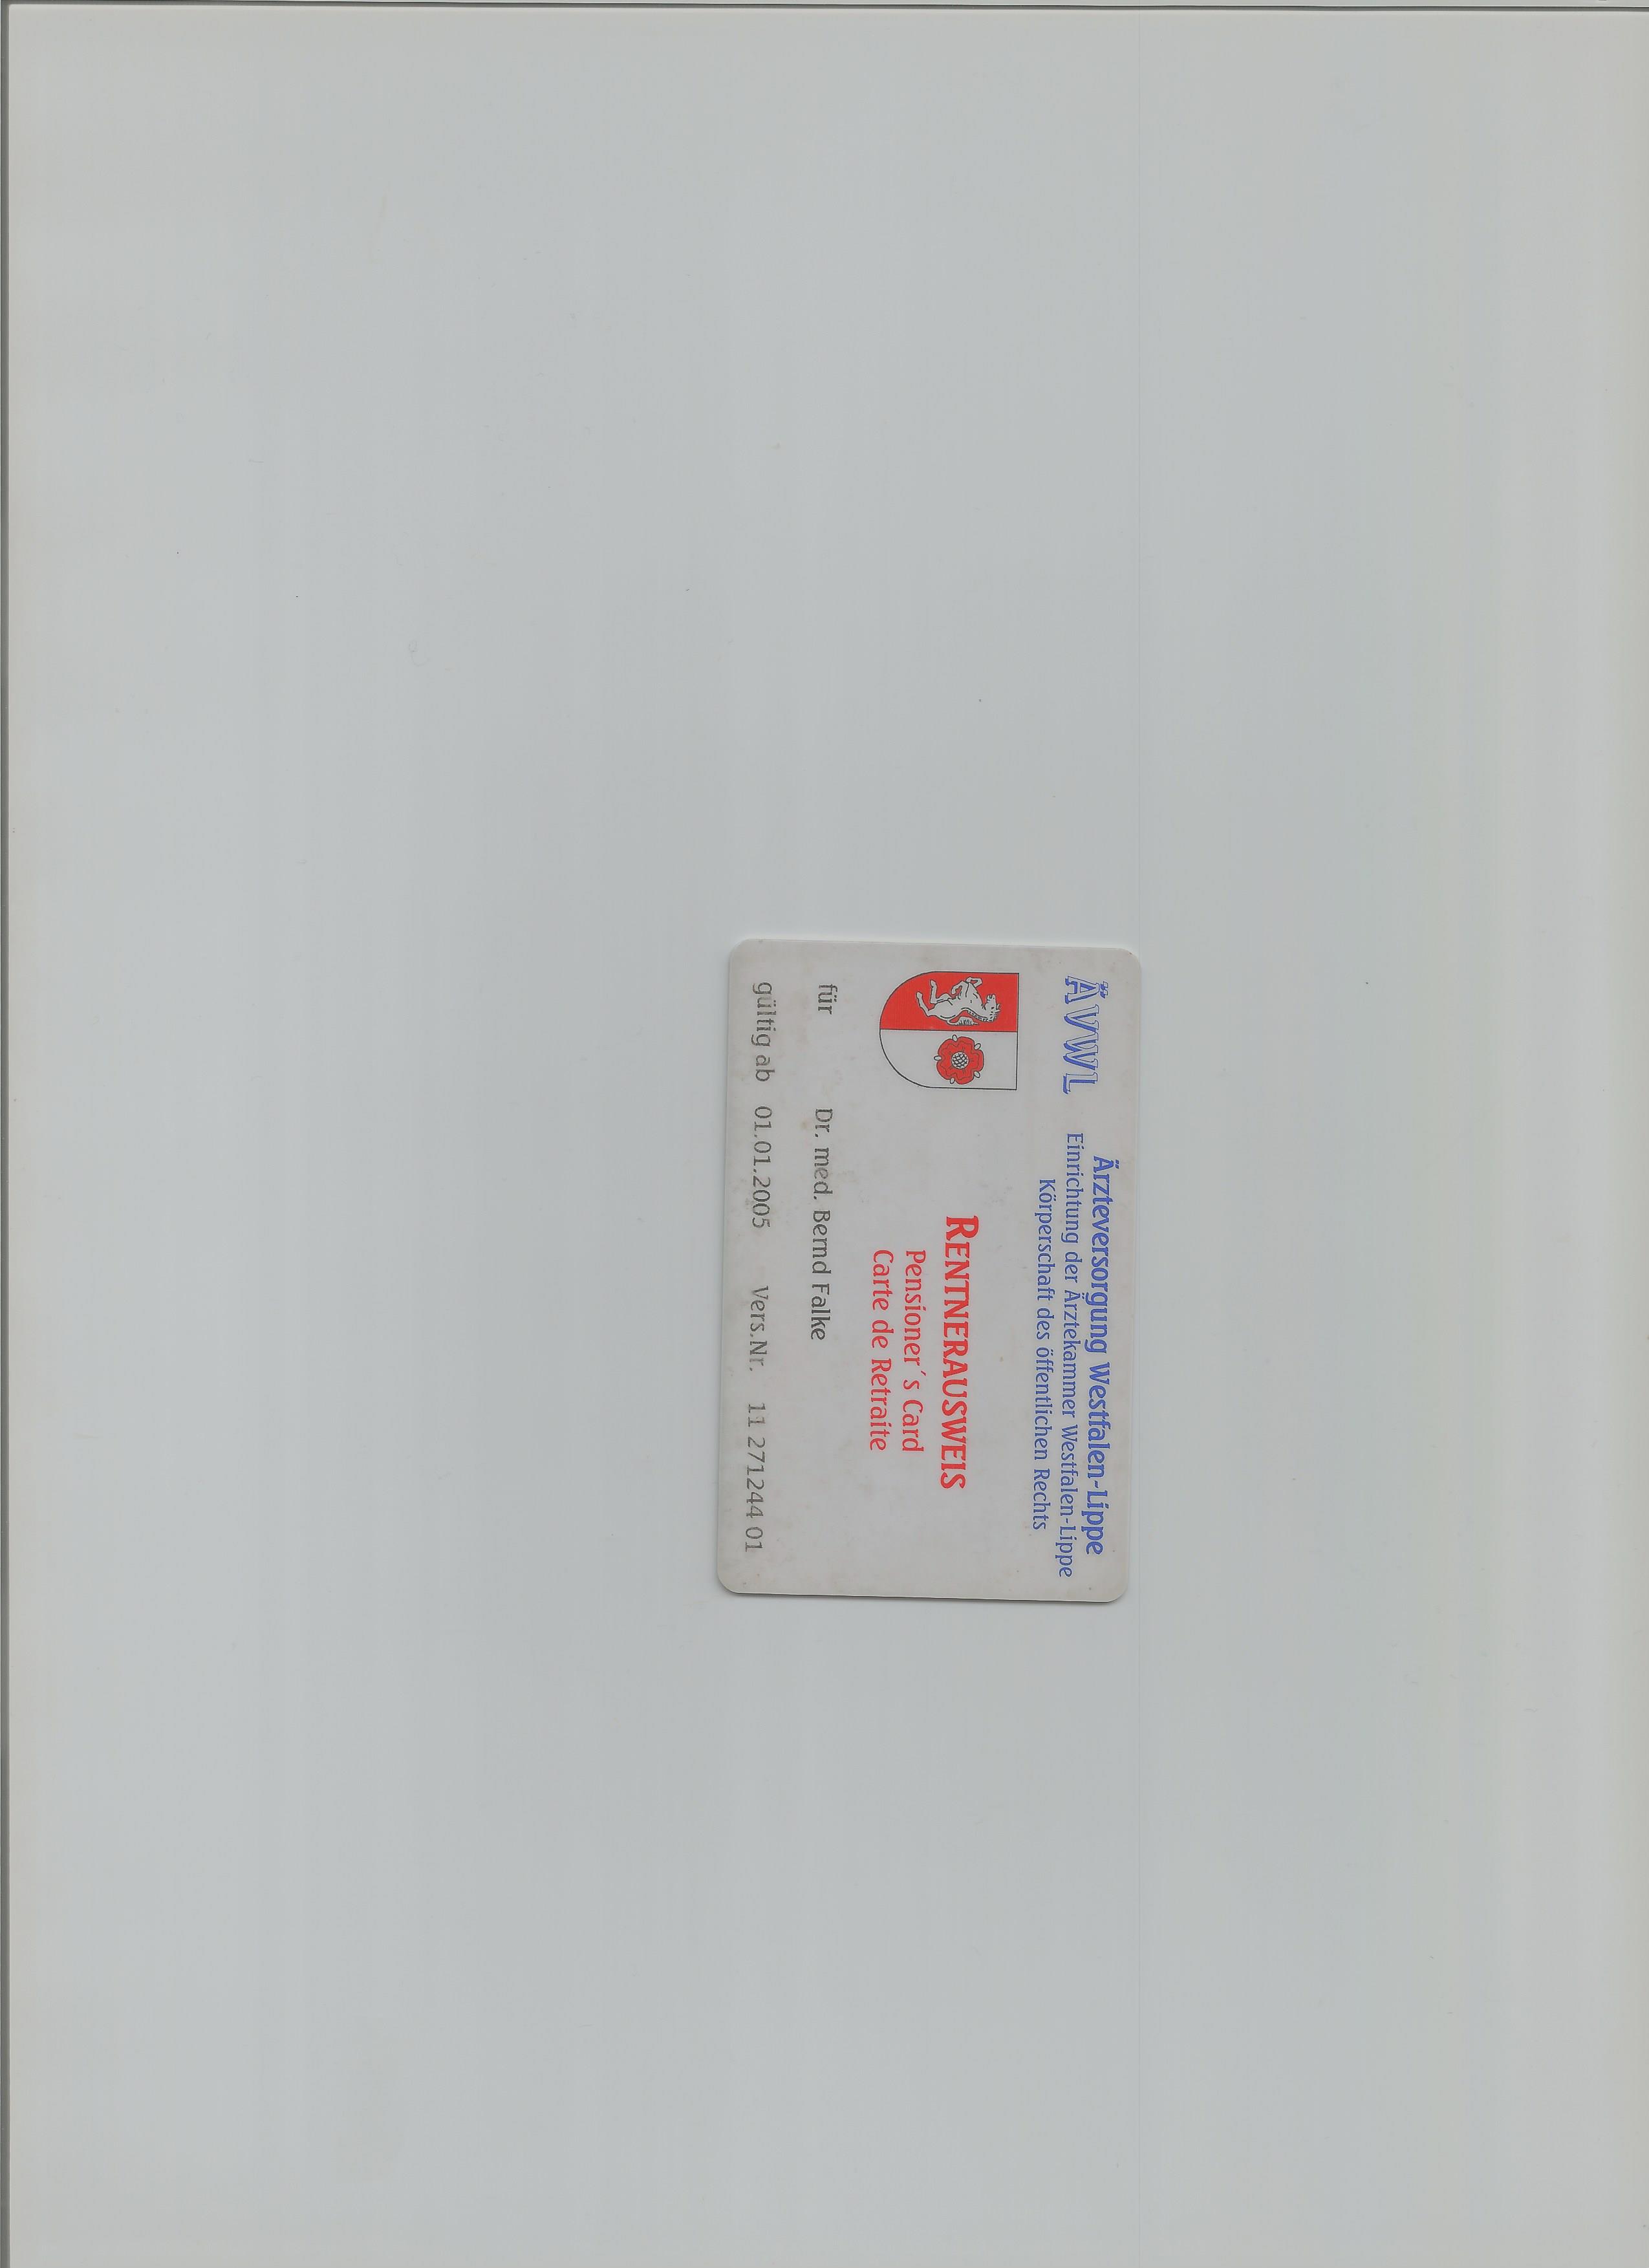 ÄVWL
Ärzteversorgung Westfalen-Lippe
Einrichtung der Ärztekammer Westfalen-Lippe
Körperschaft des öffentlichen Rechts
RENTNERAUSWEIS
Pensioner´s Card
Carte de Retraite
für Dr. med. Bernd Falke
gültig ab 01.01.2005 Vers.Nr. 11 271244 01